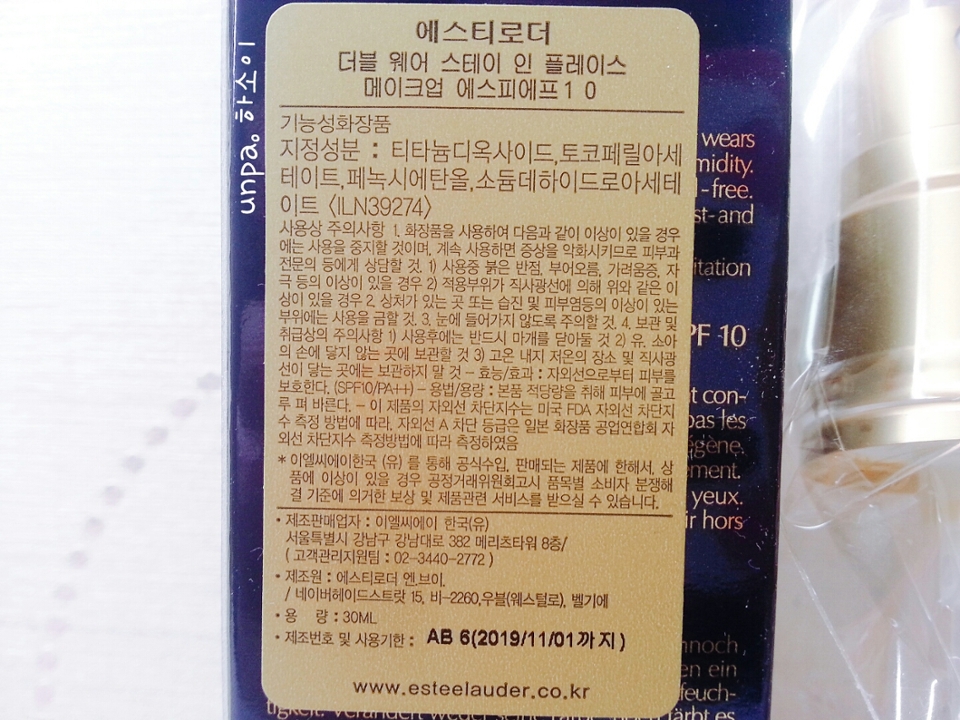 unpa. 하소이
에스티로더
더블 웨어 스테이 인 플레이스
메이크업 에스피에프10
기능성화장품
지정성분 : 티타늄디옥사이드,토코페릴아세
테이트,페녹시에탄올,소듐데하이드로아세테
이트 〈ILN39274〉
사용상 주의사항 1. 화장품을 사용하여 다음과 같이 이상이 있을 경우
에는 사용을 중지할 것이며, 계속 사용하면 증상을 악화시키므로 피부과
전문의 등에게 상담할 것. 1) 사용중 붉은 반점, 부어오름, 가려움증, 자
극 등의 이상이 있을 경우 2) 적용부위가 직사광선에 의해 위와 같은 이
상이 있을 경우 2. 상처가 있는 곳 또는 습진 및 피부염등의 이상이 있는
부위에는 사용을 금할 것. 3. 눈에 들어가지 않도록 주의할 것. 4. 보관 및
취급상의 주의사항 1) 사용후에는 반드시 마개를 닫아둘 것 2) 유. 소아
의 손에 닿지 않는 곳에 보관할 것 3) 고온 내지 저온의 장소 및 직사광
선이 닿는 곳에는 보관하지 말 것 - 효능/효과 : 자외선으로부터 피부를
보호한다. (SPF10/PA++) - 용법/용량 : 본품 적당량을 취해 피부에 골고
루 펴 바른다. - 이 제품의 자외선 차단지수는 미국 FDA 자외선 차단지
수 측정 방법에 따라, 자외선 A 차단 등급은 일본 화장품 공업연합회 자
외선 차단지수 측정방법에 따라 측정하였음
* 이엘씨에이한국 (유) 를 통해 공식수입, 판매되는 제품에 한해서, 상
품에 이상이 있을 경우 공정거래위원회고시 품목별 소비자 분쟁해
결 기준에 의거한 보상 및 제품관련 서비스를 받으실 수 있습니다.
• 제조판매업자 : 이엘씨에이 한국(유)
서울특별시 강남구 강남대로 382 메리츠타워 8층/
( 고객관리지원팀 : 02-3440-2772 )
• 제조원 : 에스티로더 엔.브이.
/ 네이버헤이드스트랏 15, 비-2260,우블(웨스털로), 벨기에
• 용 량 : 30ML
• 제조번호 및 사용기한 : AB 6(2019/11/01까지)
www.esteelauder.co.kr
wears
midity.
-free.
st-and
itation
PF 10
t con-
pas les
égène.
ement.
yeux.
ir hors
nnoch
en ein
feuch-
tigkeit. Verändert weder seine
färbt es